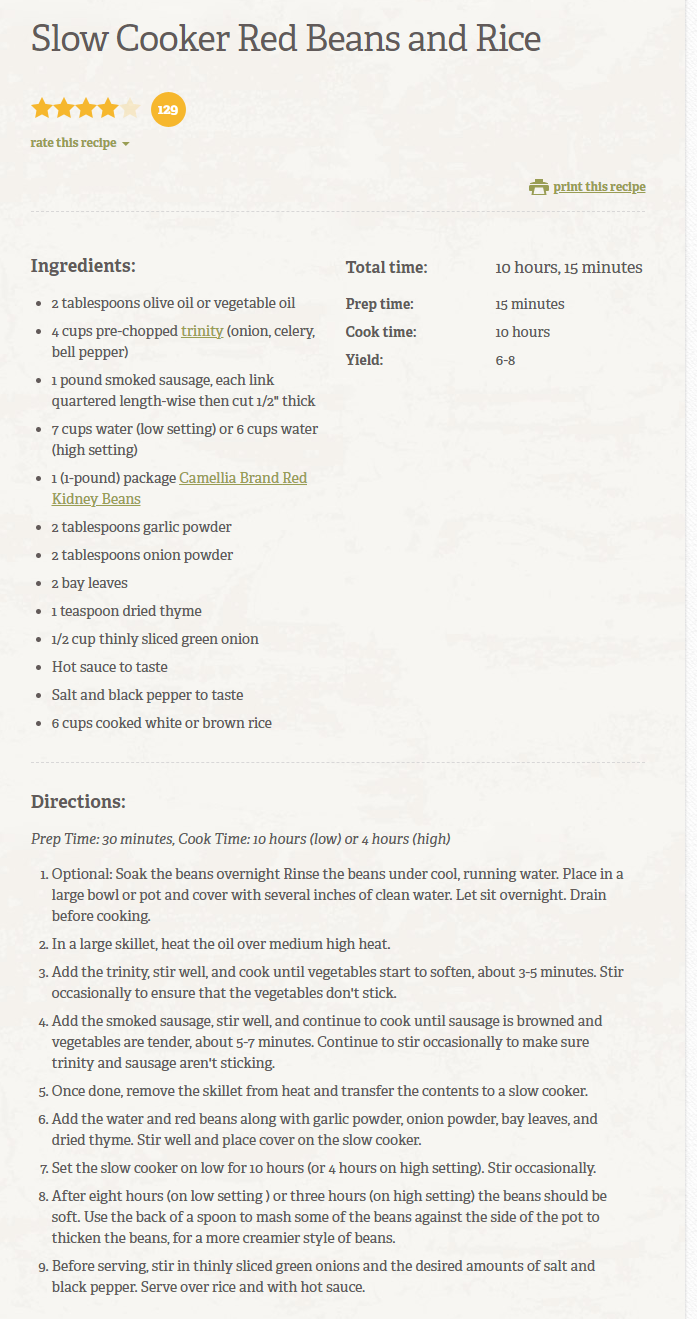 Slow Cooker Red Beans and Rice
129
rate this recipe
print this recipe
Ingredients:
2 tablespoons olive oil or vegetable oil
4 cups pre-chopped trinity (onion, celery,
bell pepper)
1 pound smoked sausage, each link
quartered length-wise then cut 1/2" thick
7 cups water (low setting) or 6 cups water
(high setting)
1 (1-pound) package Camellia Brand Red
Kidney Beans
2 tablespoons garlic powder
2 tablespoons onion powder
2 bay leaves
1 teaspoon dried thyme
1/2 cup thinly sliced green onion
Hot sauce to taste
Salt and black pepper to taste
6 cups cooked white or brown rice
Total time: 10 hours, 15 minutes
Prep time: 15 minutes
Cook time: 10 hours
Yield: 6-8
Directions:
Prep Time: 30 minutes, Cook Time: 10 hours (low) or 4 hours (high)
1. Optional: Soak the beans overnight Rinse the beans under cool, running water. Place in a
large bowl or pot and cover with several inches of clean water. Let sit overnight. Drain
before cooking.
2. In a large skillet, heat the oil over medium high heat.
3. Add the trinity, stir well, and cook until vegetables start to soften, about 3-5 minutes. Stir
occasionally to ensure that the vegetables don't stick.
4. Add the smoked sausage, stir well, and continue to cook until sausage is browned and
vegetables are tender, about 5-7 minutes. Continue to stir occasionally to make sure
trinity and sausage aren't sticking.
5. Once done, remove the skillet from heat and transfer the contents to a slow cooker.
6. Add the water and red beans along with garlic powder, onion powder, bay leaves, and
dried thyme. Stir well and place cover on the slow cooker.
7. Set the slow cooker on low for 10 hours (or 4 hours on high setting). Stir occasionally.
8. After eight hours (on low setting ) or three hours (on high setting) the beans should be
soft. Use the back of a spoon to mash some of the beans against the side of the pot to
thicken the beans, for a more creamier style of beans.
9. Before serving, stir in thinly sliced green onions and the desired amounts of salt and
black pepper. Serve over rice and with hot sauce.